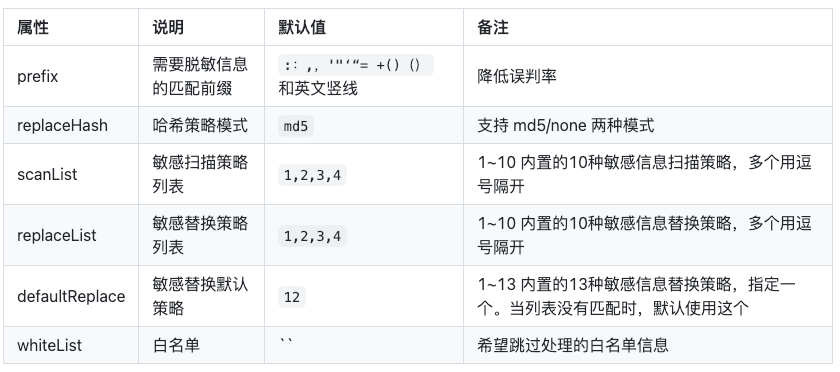 属性 说明 默认值 备注
prefix 需要脱敏信息的匹配前缀 :：,，'"‘“= +()（） 和英文竖线 降低误判率
replaceHash 哈希策略模式 md5 支持 md5/none 两种模式
scanList 敏感扫描策略列表 1,2,3,4 1~10 内置的10种敏感信息扫描策略，多个用逗号隔开
replaceList 敏感替换策略列表 1,2,3,4 1~10 内置的10种敏感信息替换策略，多个用逗号隔开
defaultReplace 敏感替换默认策略 12 1~13 内置的13种敏感信息替换策略，指定一个。当列表没有匹配时，默认使用这个
whiteList 白名单 `` 希望跳过处理的白名单信息